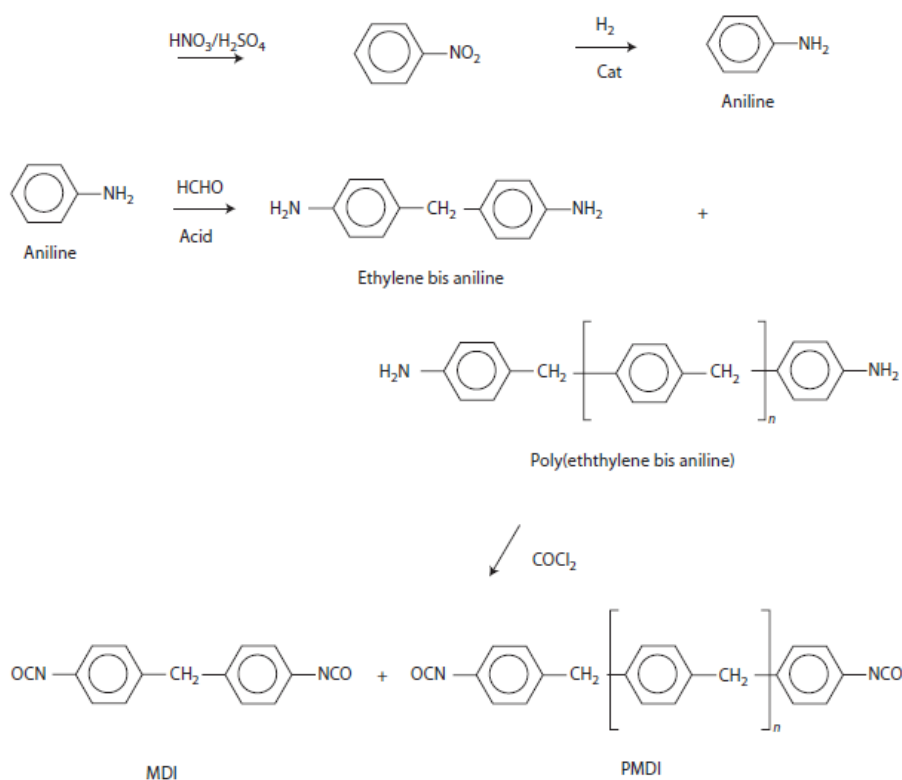 HNO₃/H₂SO₄
NO₂
H₂
Cat
NH₂
Aniline
NH₂
Aniline
HCHO
Acid
H₂N
CH₂
NH₂
+
Ethylene bis aniline
H₂N
CH₂
CH₂
n
NH₂
Poly(eththylene bis aniline)
COCl₂
OCN
CH₂
NCO
+
OCN
CH₂
CH₂
n
NCO
MDI
PMDI